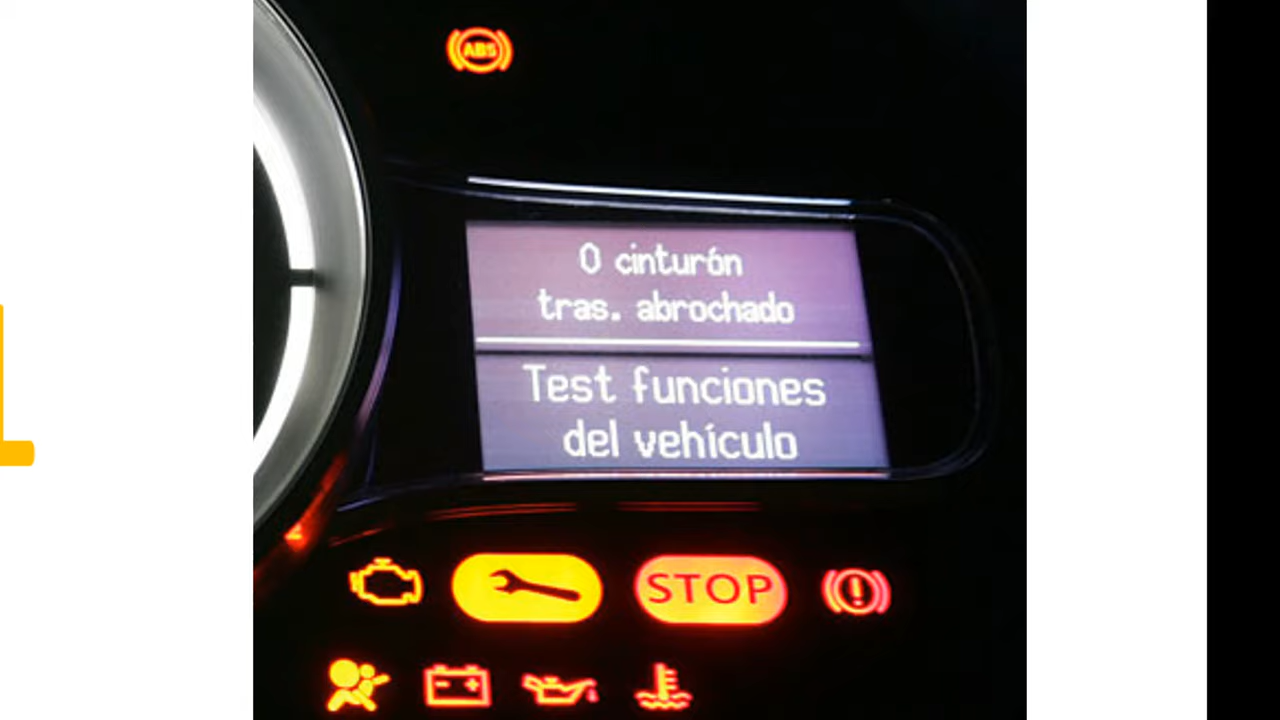 ABS
0 cinturón
tras. abrochado
Test funciones
del vehículo
STOP